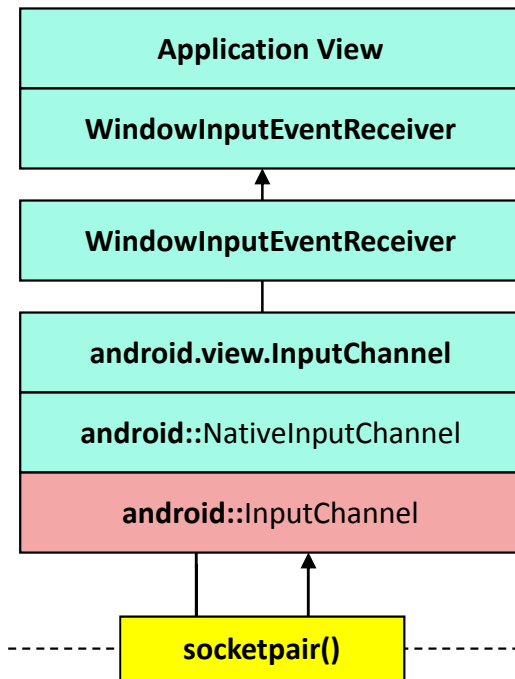 Application View
WindowInputEventReceiver
WindowInputEventReceiver
android.view.InputChannel
android::NativeInputChannel
android::InputChannel
socketpair()